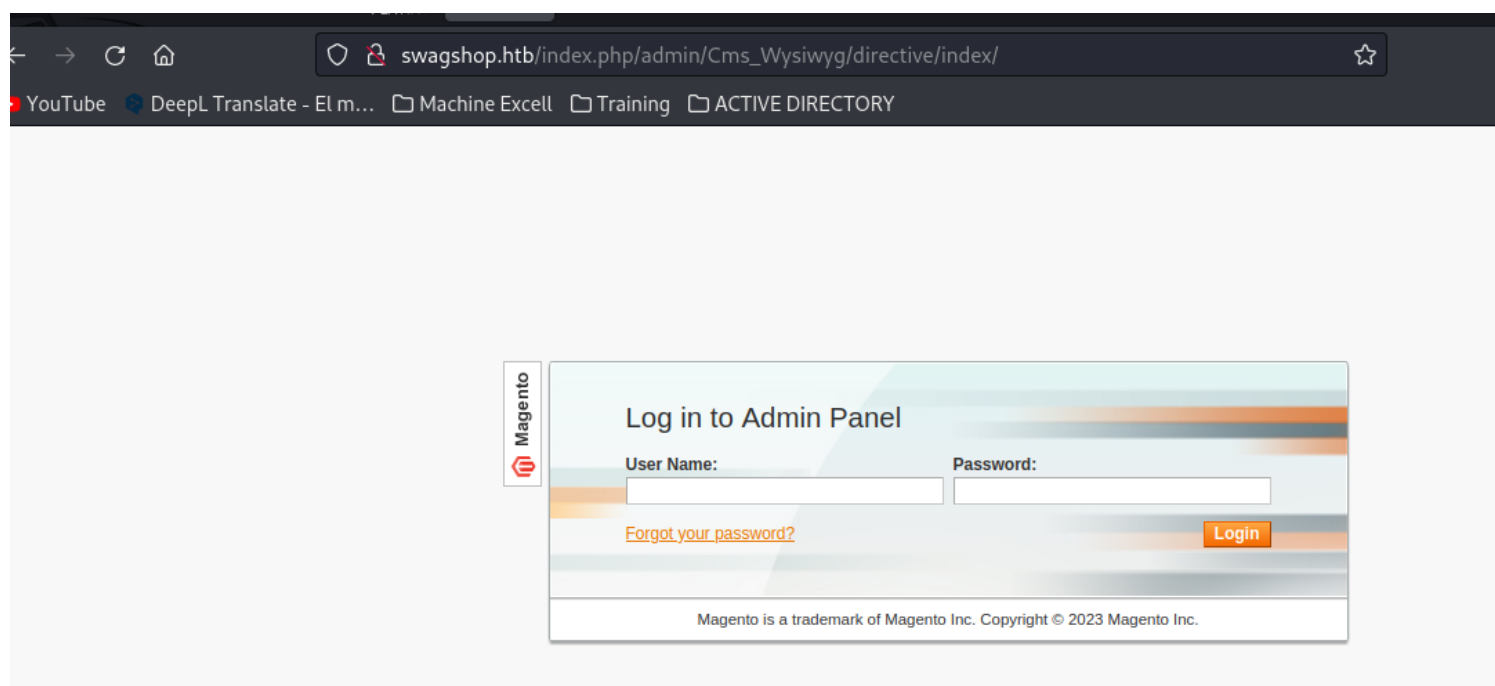 swagshop.htb/index.php/admin/Cms_Wysiwyg/directive/index/
YouTube DeepL Translate - El m... Machine Excell Training ACTIVE DIRECTORY
Magento
Log in to Admin Panel
User Name: Password:
Forgot your password? Login
Magento is a trademark of Magento Inc. Copyright © 2023 Magento Inc.